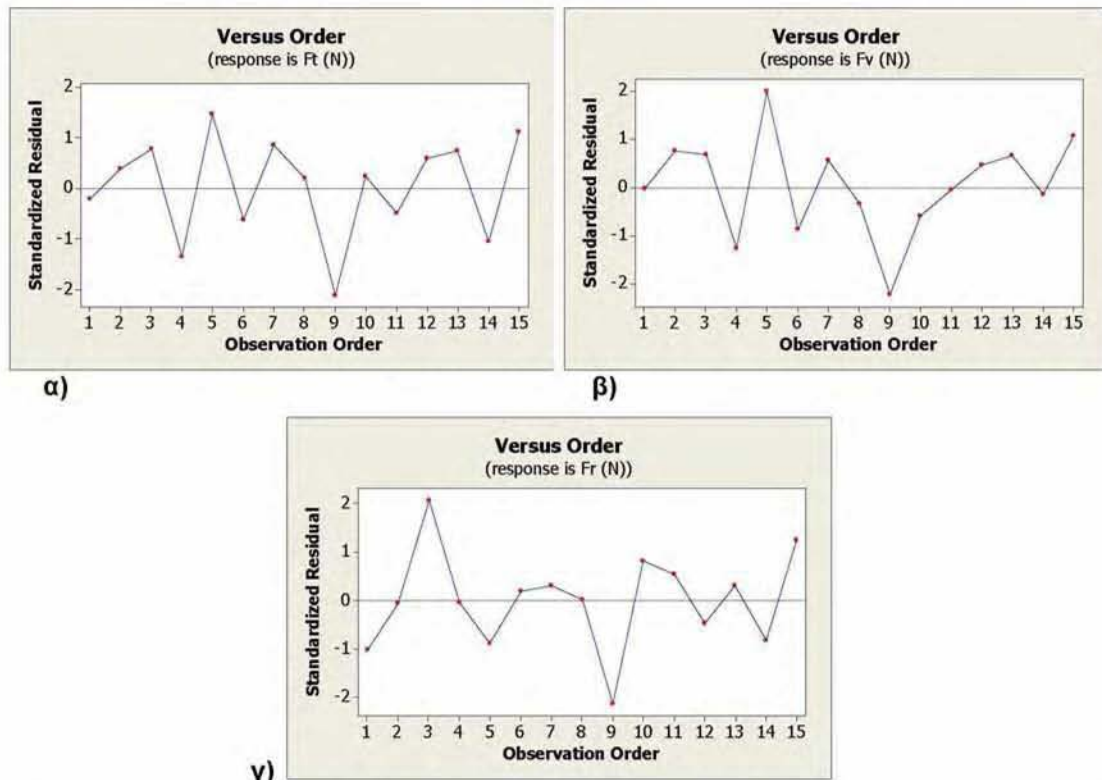 Versus Order
(response is Ft (N))
2
1
0
-1
-2
Standardized Residual
1 2 3 4 5 6 7 8 9 10 11 12 13 14 15
Observation Order
α)
Versus Order
(response is Fv (N))
2
1
0
-1
-2
Standardized Residual
1 2 3 4 5 6 7 8 9 10 11 12 13 14 15
Observation Order
β)
Versus Order
(response is Fr (N))
2
1
0
-1
-2
Standardized Residual
1 2 3 4 5 6 7 8 9 10 11 12 13 14 15
Observation Order
γ)